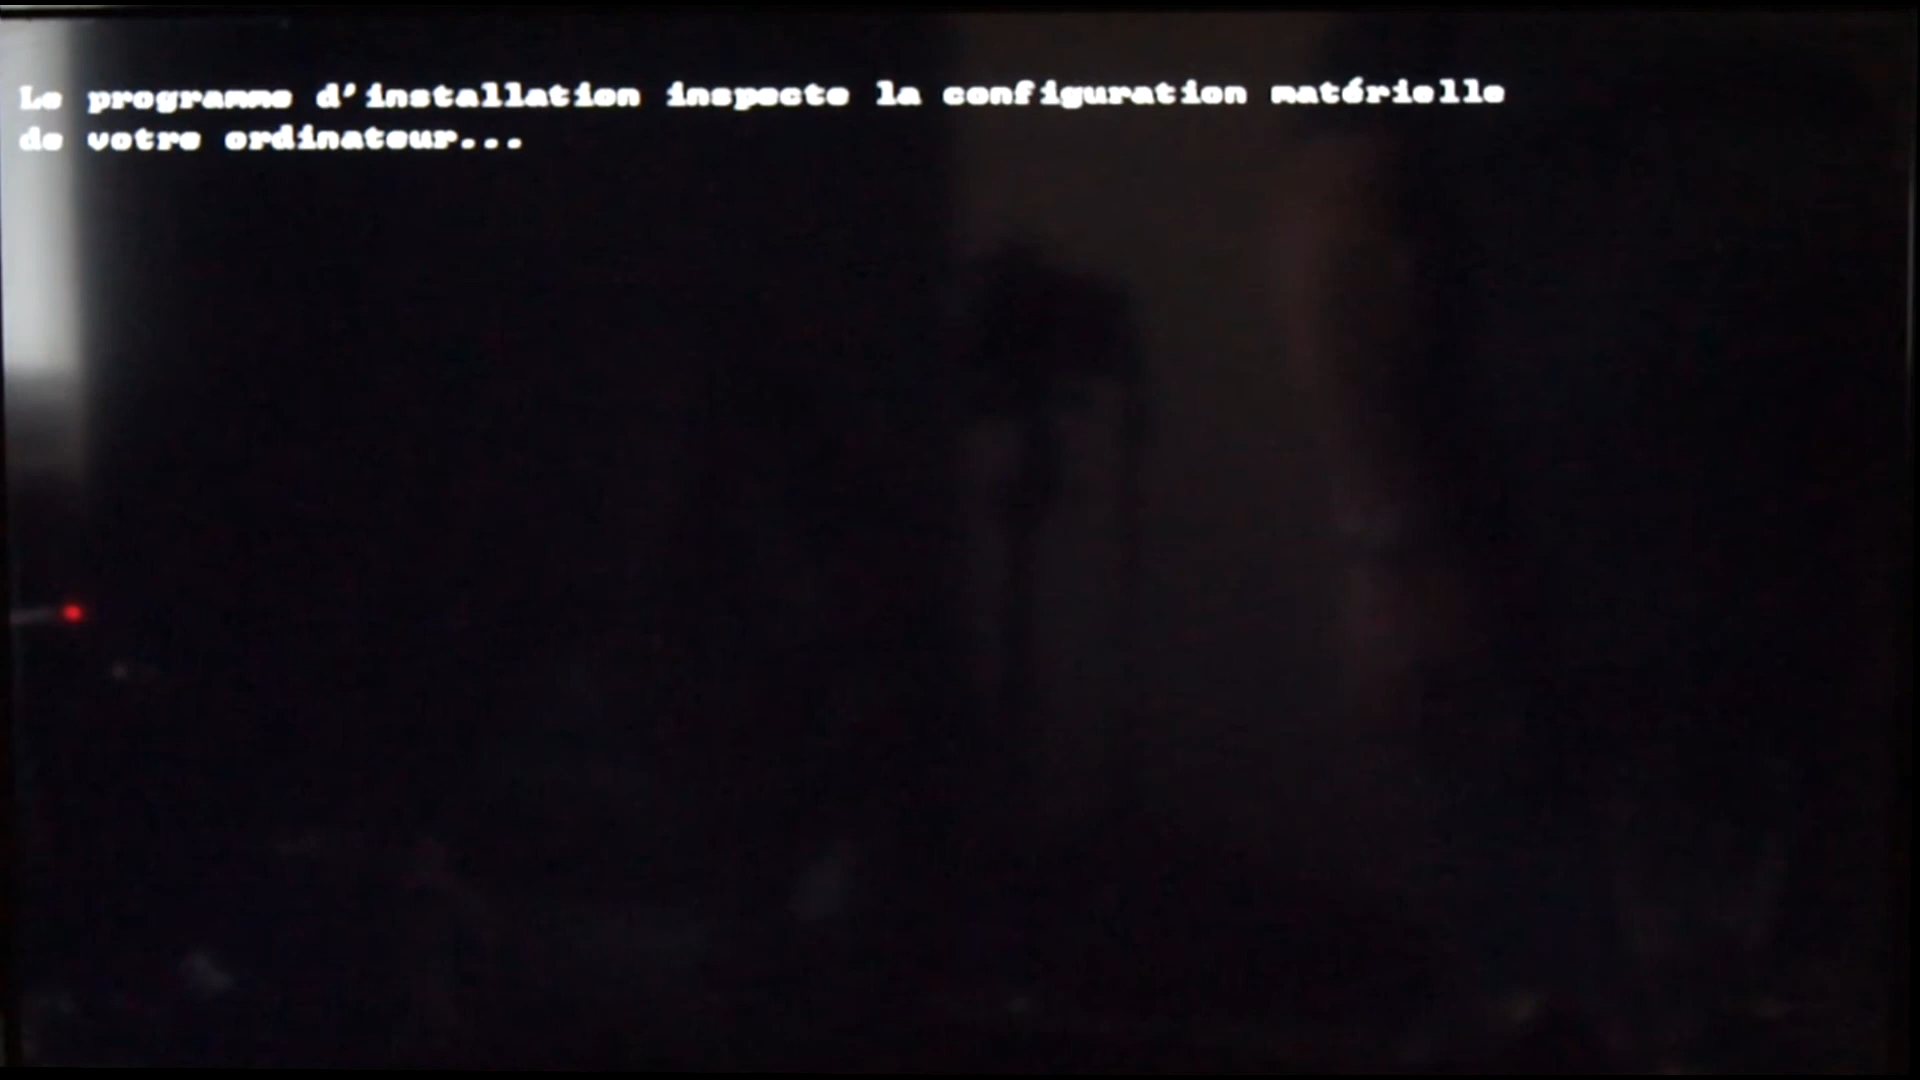 Le programme d'installation inspecte la configuration matérielle
de votre ordinateur...